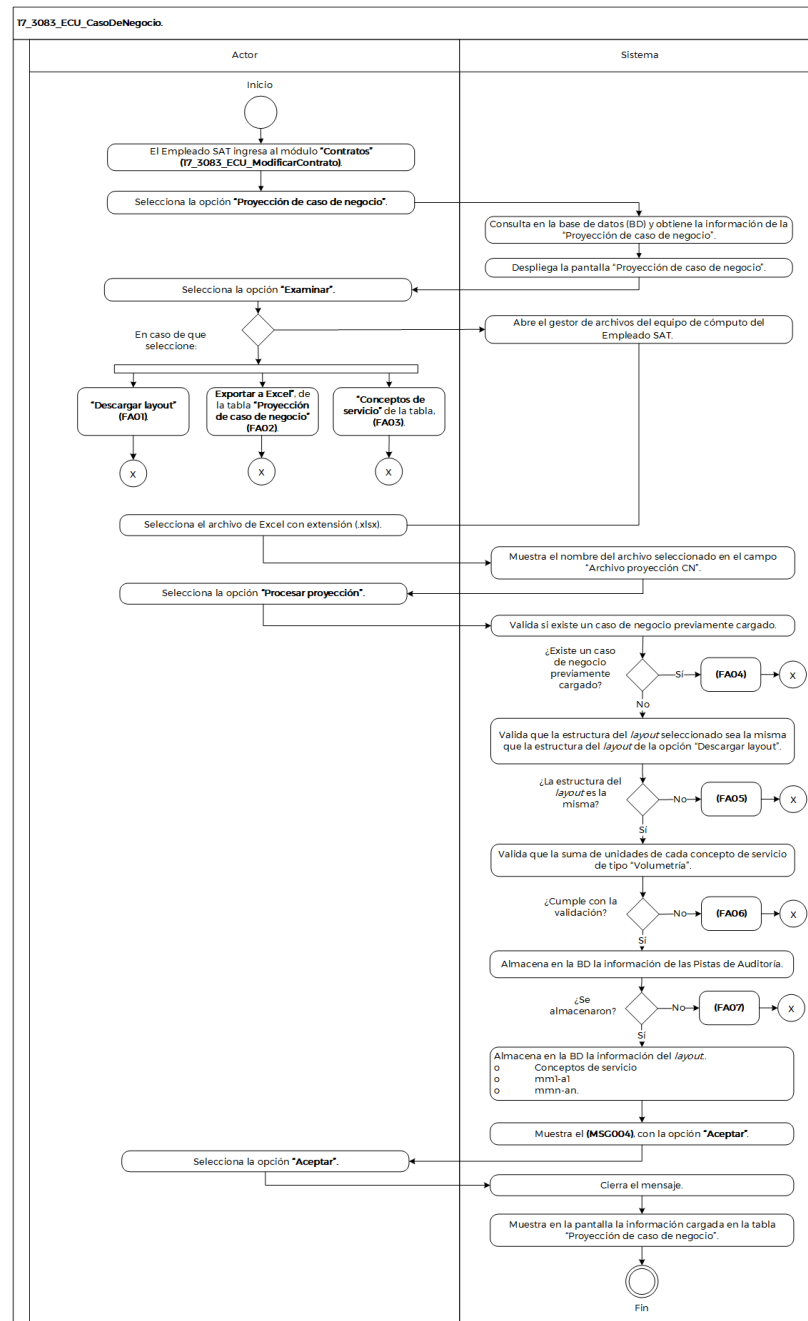 17_3083_ECU_CasoDeNegocio.
Actor
Sistema
Inicio
El Empleado SAT ingresa al módulo "Contratos"
(17_3083_ECU_ModificarContrato).
Selecciona la opción "Proyección de caso de negocio".
Consulta en la base de datos (BD) y obtiene la información de la
"Proyección de caso de negocio".
Despliega la pantalla "Proyección de caso de negocio".
Selecciona la opción "Examinar".
En caso de que
seleccione:
Abre el gestor de archivos del equipo de cómputo del
Empleado SAT.
"Descargar layout"
(FA01).
Exportar a Excel", de
la tabla "Proyección
de caso de negocio"
(FA02).
"Conceptos de
servicio" de la tabla,
(FA03).
X
X
X
Selecciona el archivo de Excel con extensión (.xlsx).
Muestra el nombre del archivo seleccionado en el campo
"Archivo proyección CN".
Selecciona la opción "Procesar proyección".
Valida si existe un caso de negocio previamente cargado.
¿Existe un caso
de negocio
previamente
cargado?
Sí
(FA04)
X
No
Valida que la estructura del layout seleccionado sea la misma
que la estructura del layout de la opción "Descargar layout".
¿La estructura del
layout es la
misma?
No
(FA05)
X
Sí
Valida que la suma de unidades de cada concepto de servicio
de tipo "Volumetría".
¿Cumple con la
validación?
No
(FA06)
X
Sí
Almacena en la BD la información de las Pistas de Auditoría.
¿Se
almacenaron?
No
(FA07)
X
Sí
Almacena en la BD la información del layout.
o Conceptos de servicio
o mm1-a1
o mmn-an.
Muestra el (MSG004), con la opción "Aceptar".
Selecciona la opción "Aceptar".
Cierra el mensaje.
Muestra en la pantalla la información cargada en la tabla
"Proyección de caso de negocio".
Fin